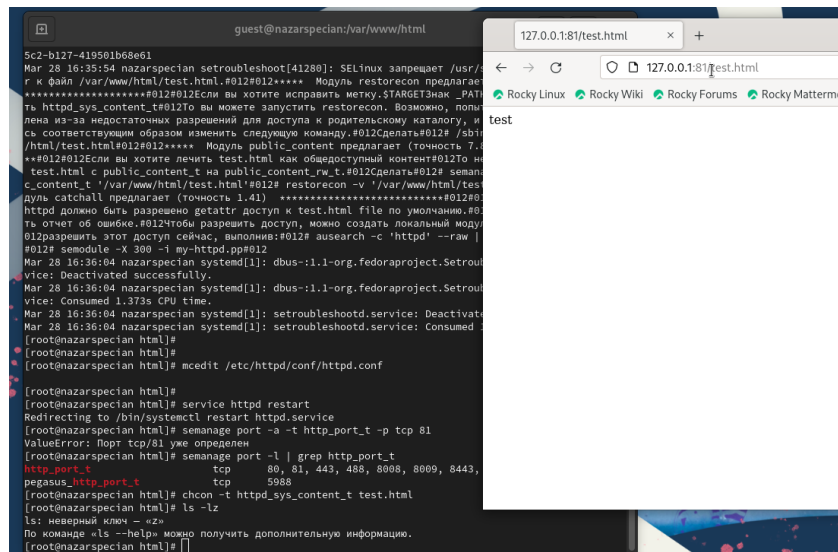 guest@nazarspecian:/var/www/html
5c2-b127-419501b68e61
Mar 28 16:35:54 nazarspecian setroubleshoot[41280]: SELinux запрещает /usr/s
r к файл /var/www/html/test.html.#012#012***** Модуль restorecon предлагает
********************#012#012Если вы хотите исправить метку.$TARGETЗнак _PATH
ть httpd_sys_content_t#012То вы можете запустить restorecon. Возможно, попыт
лена из-за недостаточных разрешений для доступа к родительскому каталогу, и
сь соответствующим образом изменить следующую команду.#012Сделать#012# /sbin
/html/test.html#012#012***** Модуль public_content предлагает (точность 7.8
**#012#012Если вы хотите лечить test.html как общедоступный контент#012То не
test.html с public_content_t на public_content_rw_t.#012Сделать#012# semana
c_content_t '/var/www/html/test.html'#012# restorecon -v '/var/www/html/test
дуль catchall предлагает (точность 1.41) **************************#012#01
httpd должно быть разрешено getattr доступ к test.html file по умолчанию.#01
ть отчет об ошибке.#012Чтобы разрешить доступ, можно создать локальный модул
012разрешить этот доступ сейчас, выполнив:#012# ausearch -c 'httpd' --raw |
#012# semodule -X 300 -i my-httpd.pp#012
Mar 28 16:36:04 nazarspecian systemd[1]: dbus-:1.1-org.fedoraproject.Setroub
vice: Deactivated successfully.
Mar 28 16:36:04 nazarspecian systemd[1]: dbus-:1.1-org.fedoraproject.Setroub
vice: Consumed 1.373s CPU time.
Mar 28 16:36:04 nazarspecian systemd[1]: setroubleshootd.service: Deactivate
Mar 28 16:36:04 nazarspecian systemd[1]: setroubleshootd.service: Consumed
[root@nazarspecian html]#
[root@nazarspecian html]#
[root@nazarspecian html]# mcedit /etc/httpd/conf/httpd.conf
[root@nazarspecian html]#
[root@nazarspecian html]# service httpd restart
Redirecting to /bin/systemctl restart httpd.service
[root@nazarspecian html]# semanage port -a -t http_port_t -p tcp 81
ValueError: Порт tcp/81 уже определен
[root@nazarspecian html]# semanage port -l | grep http_port_t
http_port_t tcp 80, 81, 443, 488, 8008, 8009, 8443,
pegasus_http_port_t tcp 5988
[root@nazarspecian html]# chcon -t httpd_sys_content_t test.html
[root@nazarspecian html]# ls -lz
ls: неверный ключ — «z»
По команде «ls --help» можно получить дополнительную информацию.
[root@nazarspecian html]#
127.0.0.1:81/test.html
127.0.0.1:81/test.html
Rocky Linux Rocky Wiki Rocky Forums Rocky Matterm
test